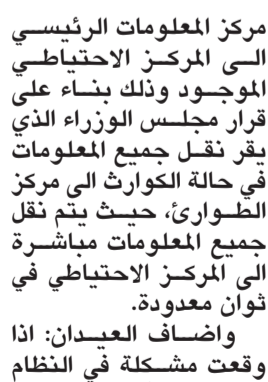 مركز المعلومات الرئيسي
الى المركز الاحتياطي
الموجود وذلك بناء على
قرار مجلس الوزراء الذي
يقر نقل جميع المعلومات
في حالة الكوارث الى مركز
الطوارئ، حيث يتم نقل
جميع المعلومات مباشرة
الى المركز الاحتياطي في
ثوان معدودة.
واضاف العيدان: اذا
وقعت مشكلة في النظام